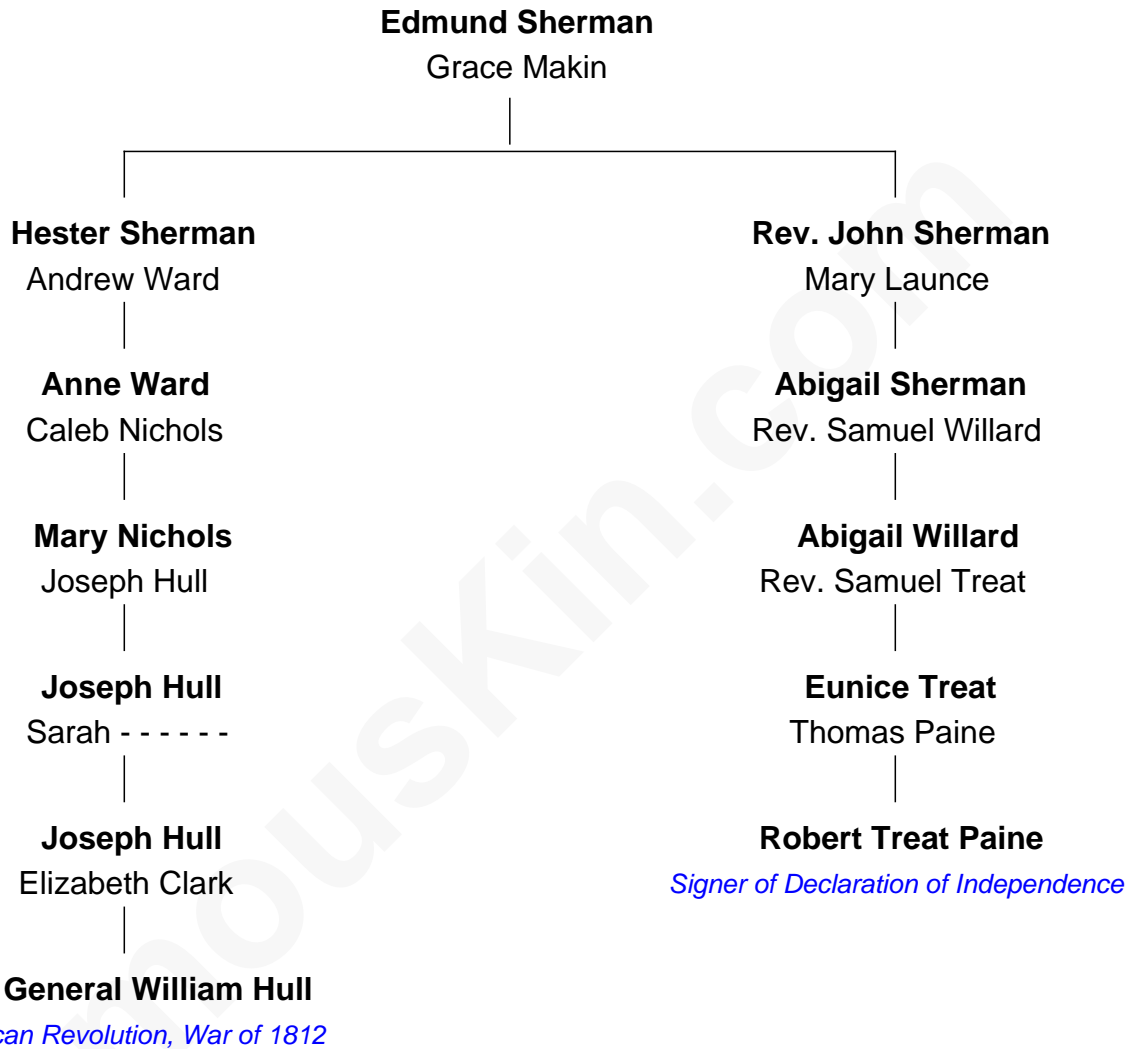 Edmund Sherman
Grace Makin
Hester Sherman
Andrew Ward
Rev. John Sherman
Mary Launce
Anne Ward
Caleb Nichols
Abigail Sherman
Rev. Samuel Willard
Mary Nichols
Joseph Hull
Abigail Willard
Rev. Samuel Treat
Joseph Hull
Sarah - - - - - -
Eunice Treat
Thomas Paine
Joseph Hull
Elizabeth Clark
Robert Treat Paine
Signer of Declaration of Independence
General William Hull
can Revolution, War of 1812
mouskin.com